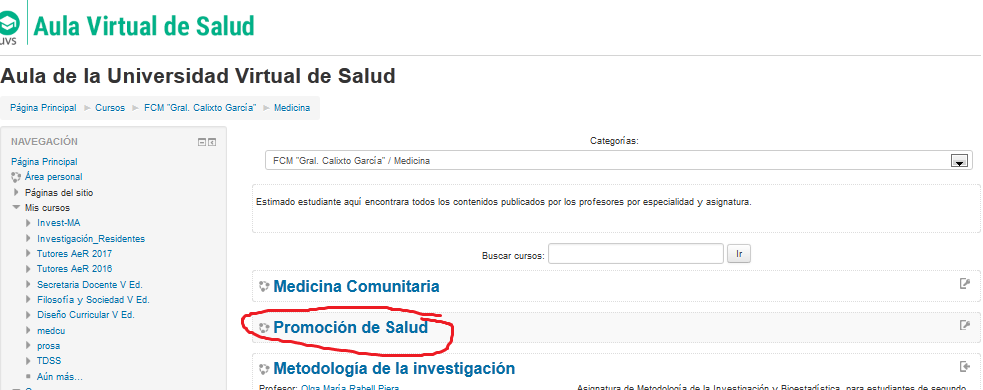 uvs
Aula Virtual de Salud
Aula de la Universidad Virtual de Salud
Página Principal Cursos FCM "Gral. Calixto García" Medicina
NAVEGACIÓN
Página Principal
Área personal
Páginas del sitio
Mis cursos
Invest-MA
Investigación_Residentes
Tutores AeR 2017
Tutores AeR 2016
Secretaria Docente V Ed.
Filosofía y Sociedad V Ed.
Diseño Curricular V Ed.
medcu
prosa
TDSS
Aún más...
Categorías:
FCM "Gral. Calixto García" / Medicina
Estimado estudiante aquí encontrara todos los contenidos publicados por los profesores por especialidad y asignatura.
Buscar cursos: Ir
Medicina Comunitaria
Promoción de Salud
Metodología de la investigación
Profesor: Olga María Rabell Piera Asignatura de Metodología de la Investigación y Bioestadística, para estudiantes de segundo